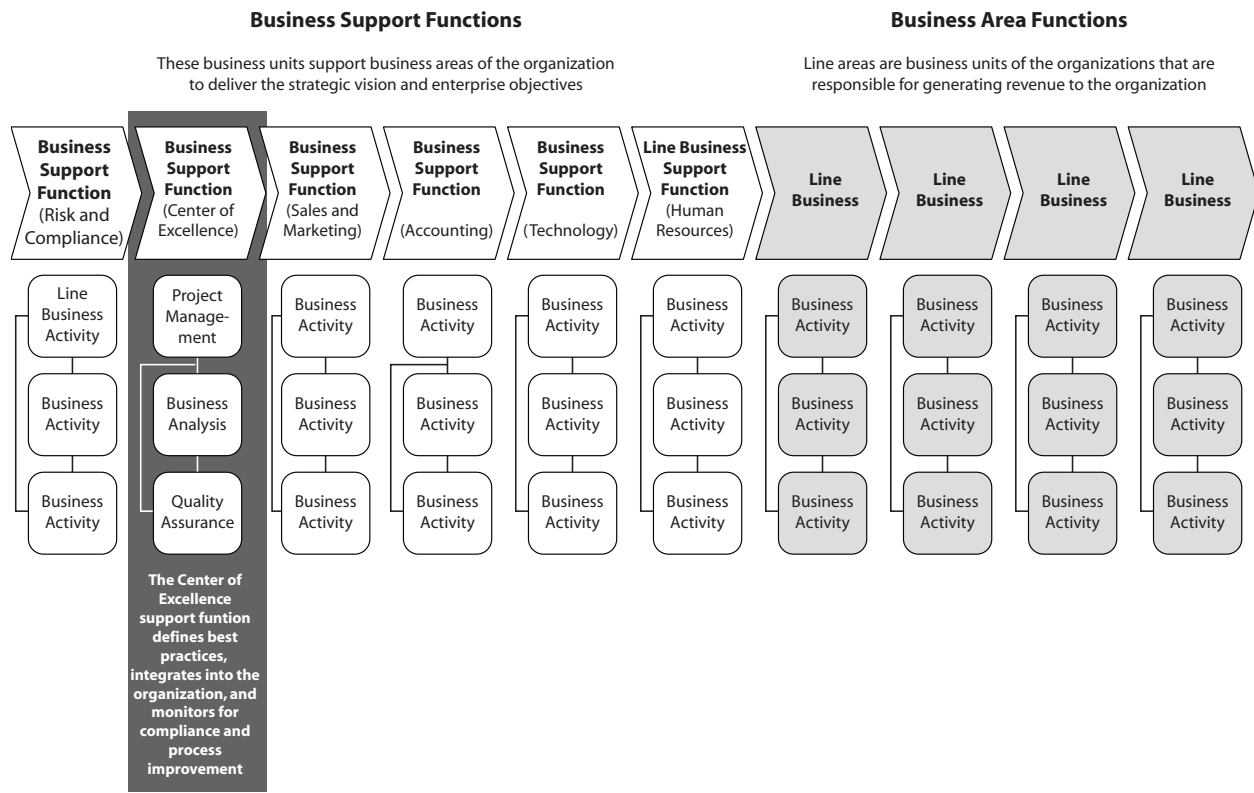 Business Support Functions
These business units support business areas of the organization
to deliver the strategic vision and enterprise objectives
Business Area Functions
Line areas are business units of the organizations that are
responsible for generating revenue to the organization
Business
Support
Function
(Risk and
Compliance)
Business
Support
Function
(Center of
Excellence)
Business
Support
Function
(Sales and
Marketing)
Business
Support
Function
(Accounting)
Business
Support
Function
(Technology)
Line Business
Support
Function
(Human
Resources)
Line
Business
Line
Business
Line
Business
Line
Business
Line
Business
Activity
Project
Manage-
ment
Business
Activity
Business
Activity
Business
Activity
Business
Activity
Business
Activity
Business
Activity
Business
Activity
Business
Activity
Business
Activity
Business
Analysis
Business
Activity
Business
Activity
Business
Activity
Business
Activity
Business
Activity
Business
Activity
Business
Activity
Business
Activity
Business
Activity
Quality
Assurance
Business
Activity
Business
Activity
Business
Activity
Business
Activity
Business
Activity
Business
Activity
Business
Activity
Business
Activity
The Center of
Excellence
support funtion
defines best
practices,
integrates into the
organization, and
monitors for
compliance and
process
improvement